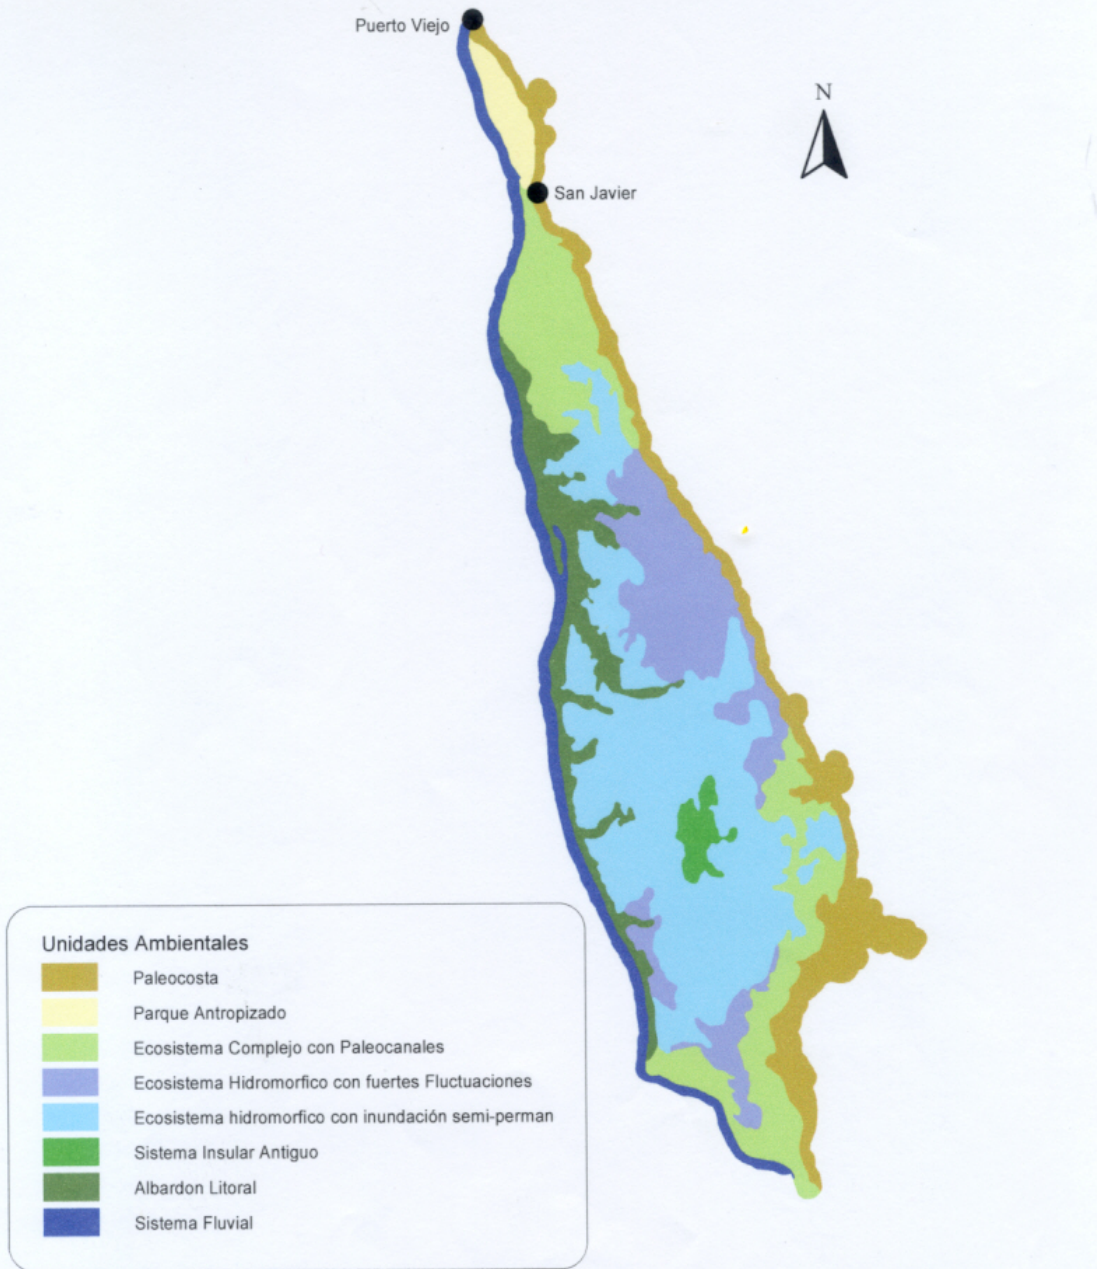 Puerto Viejo
N
San Javier
Unidades Ambientales
Paleocosta
Parque Antropizado
Ecosistema Complejo con Paleocanales
Ecosistema Hidromorfico con fuertes Fluctuaciones
Ecosistema hidromorfico con inundación semi-perman
Sistema Insular Antiguo
Albardon Litoral
Sistema Fluvial